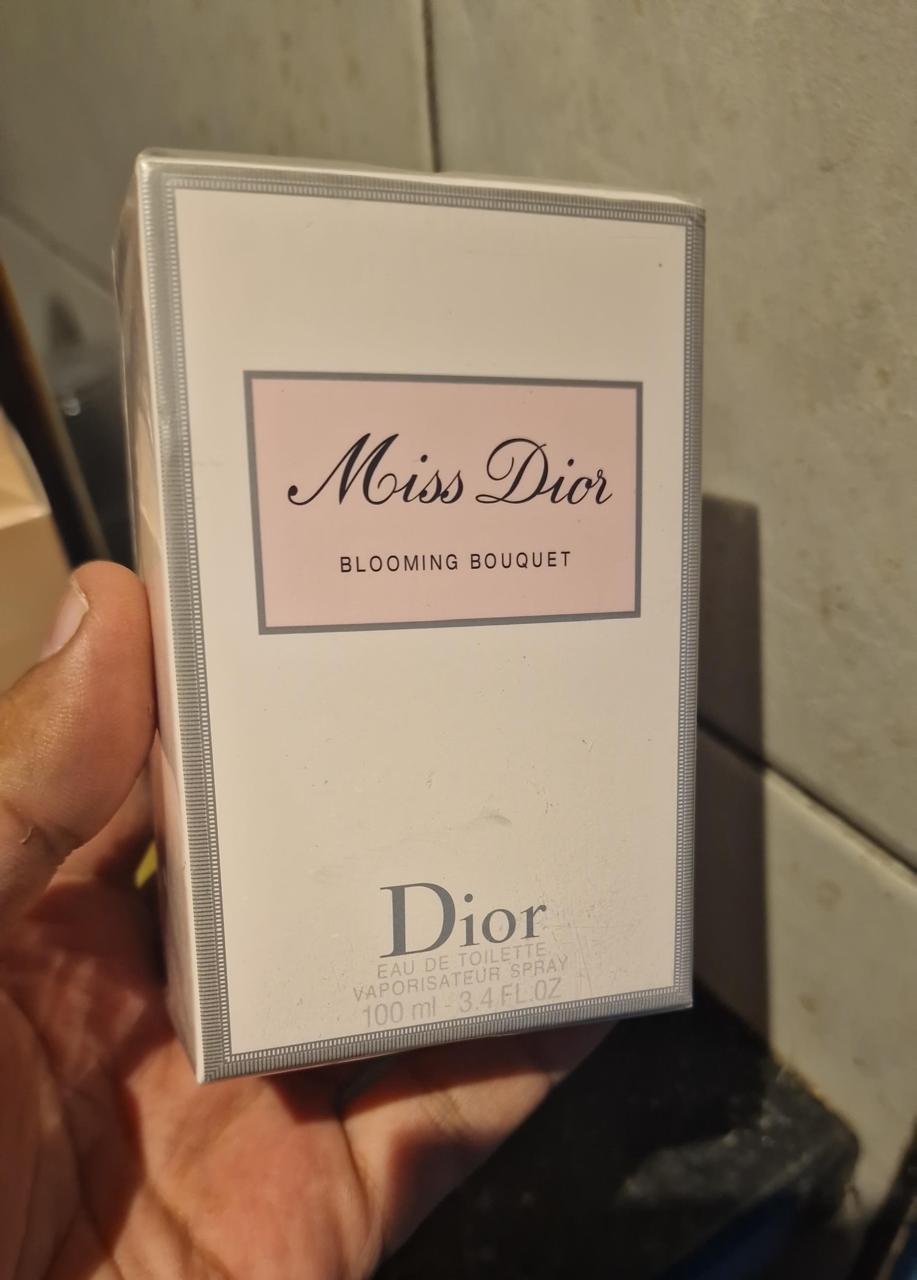 Miss Dior
BLOOMING BOUQUET
Dior
EAU DE TOILETTE
VAPORISATEUR SPRAY
100 ml - 3.4 FL.OZ